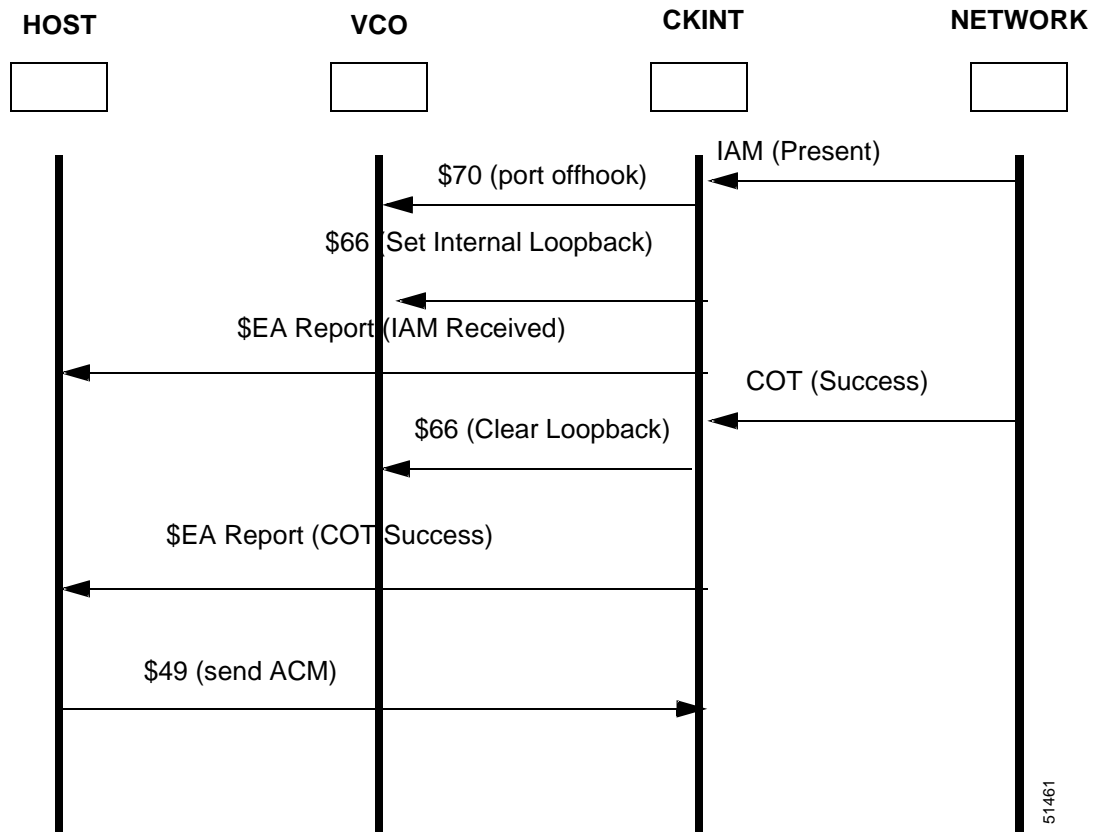 HOST
VCO
CKINT
NETWORK
IAM (Present)
$70 (port offhook)
$66 (Set Internal Loopback)
$EA Report (IAM Received)
COT (Success)
$66 (Clear Loopback)
$EA Report (COT Success)
$49 (send ACM)
51461